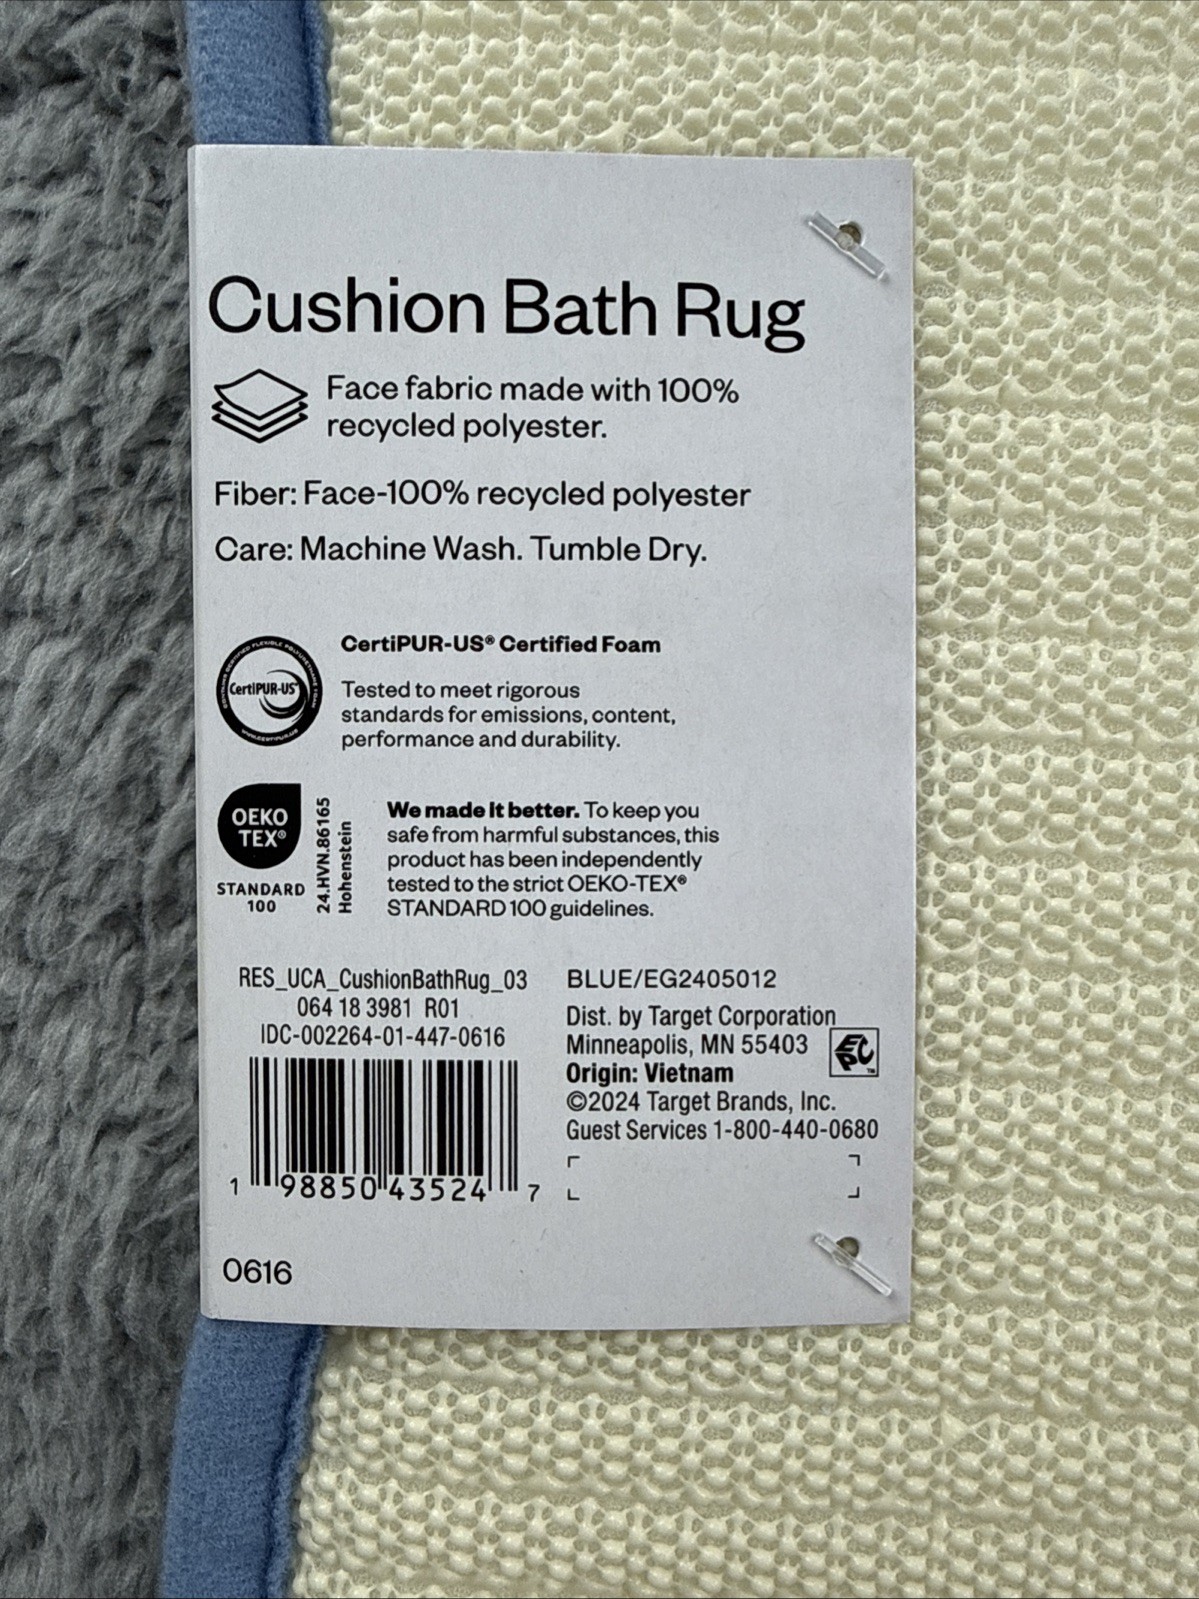 Cushion Bath Rug
Face fabric made with 100%
recycled polyester.
Fiber: Face-100% recycled polyester
Care: Machine Wash. Tumble Dry.
CertiPUR-US® Certified Foam
CertiPUR-US®
Tested to meet rigorous
standards for emissions, content,
performance and durability.
OEKO
TEX®
STANDARD
100
24.HVN.86165
Hohenstein
We made it better. To keep you
safe from harmful substances, this
product has been independently
tested to the strict OEKO-TEX®
STANDARD 100 guidelines.
RES_UCA_CushionBathRug_03
064 18 3981 R01
IDC-002264-01-447-0616
1 98850 43524 7
BLUE/EG2405012
Dist. by Target Corporation
Minneapolis, MN 55403
Origin: Vietnam
©2024 Target Brands, Inc.
Guest Services 1-800-440-0680
EPC™
0616